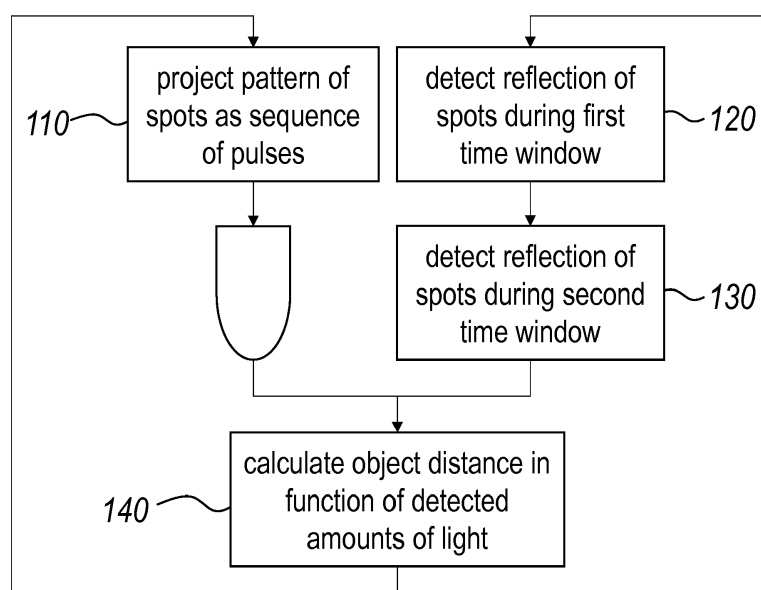 project pattern of
spots as sequence
of pulses
110
detect reflection of
spots during first
time window
120
detect reflection of
spots during second
time window
130
calculate object distance in
function of detected
amounts of light
140